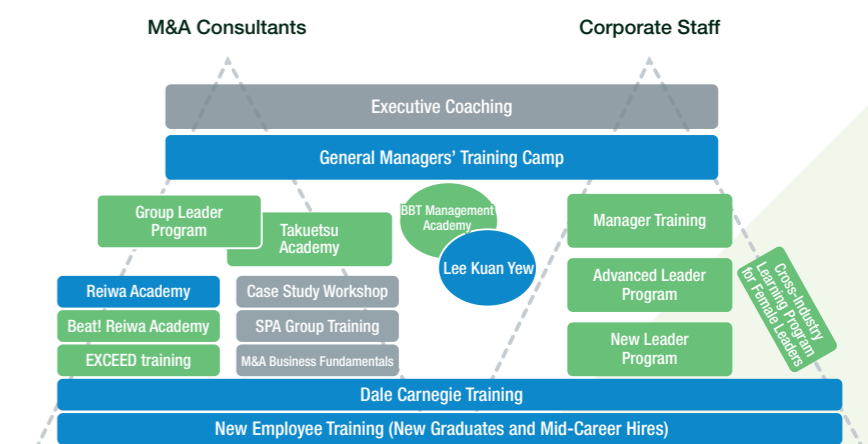 M&A Consultants
Corporate Staff
Executive Coaching
General Managers' Training Camp
Group Leader
Program
Takuetsu
Academy
BBT Management
Academy
Lee Kuan Yew
Manager Training
Reiwa Academy
Case Study Workshop
Advanced Leader
Program
Cross-Industry
Learning Program
for Female Leaders
Beat! Reiwa Academy
SPA Group Training
EXCEED training
M&A Business Fundamentals
New Leader
Program
Dale Carnegie Training
New Employee Training (New Graduates and Mid-Career Hires)